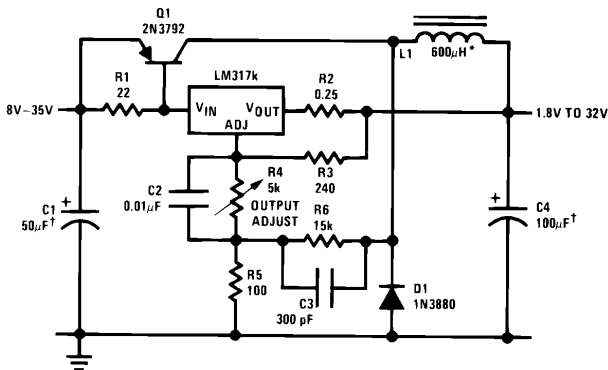 Q1
2N3792
L1
600μH*
R1
22
LM317k
VIN
VOUT
ADJ
R2
0.25
8V–35V
1.8V TO 32V
R3
240
R4
5k
OUTPUT
ADJUST
C2
0.01μF
C1
+
50μF†
R6
15k
C4
+
100μF†
R5
100
C3
300 pF
D1
1N3880